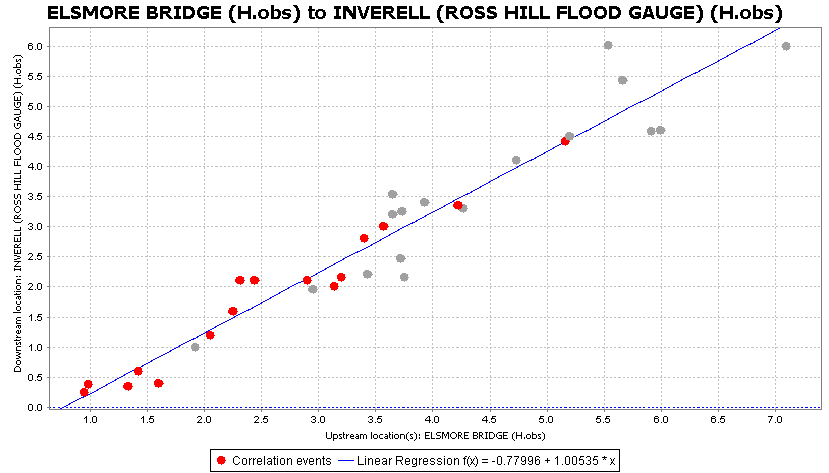 ELSMORE BRIDGE (H.obs) to INVERELL (ROSS HILL FLOOD GAUGE) (H.obs)
Downstream location: INVERELL (ROSS HILL FLOOD GAUGE) (H.obs)
6.0
5.5
5.0
4.5
4.0
3.5
3.0
2.5
2.0
1.5
1.0
0.5
0.0
1.0 1.5 2.0 2.5 3.0 3.5 4.0 4.5 5.0 5.5 6.0 6.5 7.0
Upstream location(s): ELSMORE BRIDGE (H.obs)
Correlation events Linear Regression f(x) = -0.77996 + 1.00535 * x